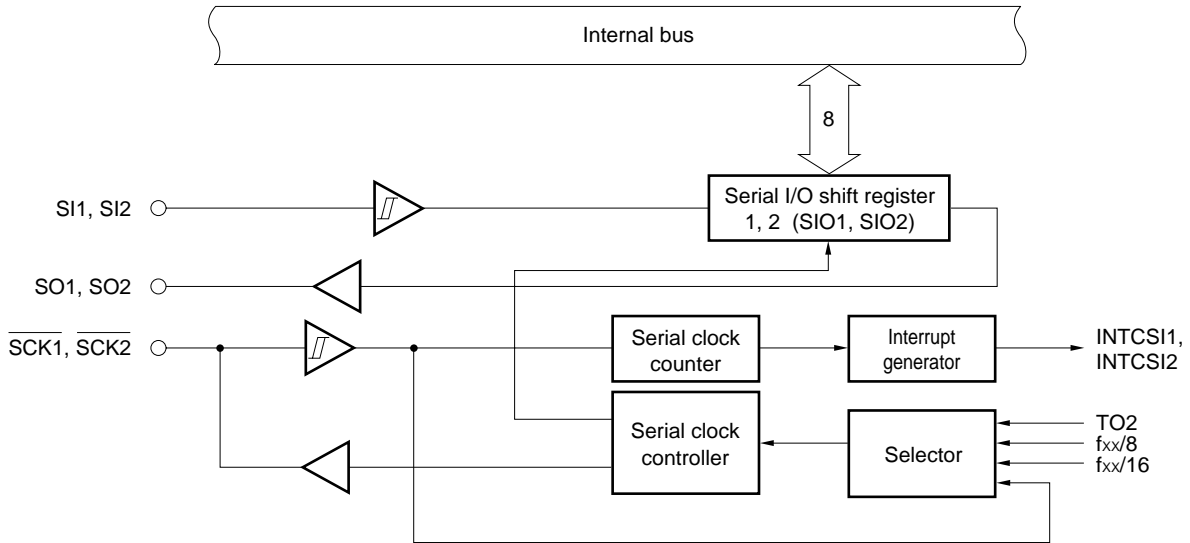 Internal bus
8
SI1, SI2
Serial I/O shift register
1, 2 (SIO1, SIO2)
SO1, SO2
SCK1, SCK2
Serial clock
counter
Interrupt
generator
INTCSI1,
INTCSI2
Serial clock
controller
Selector
TO2
fxx/8
fxx/16